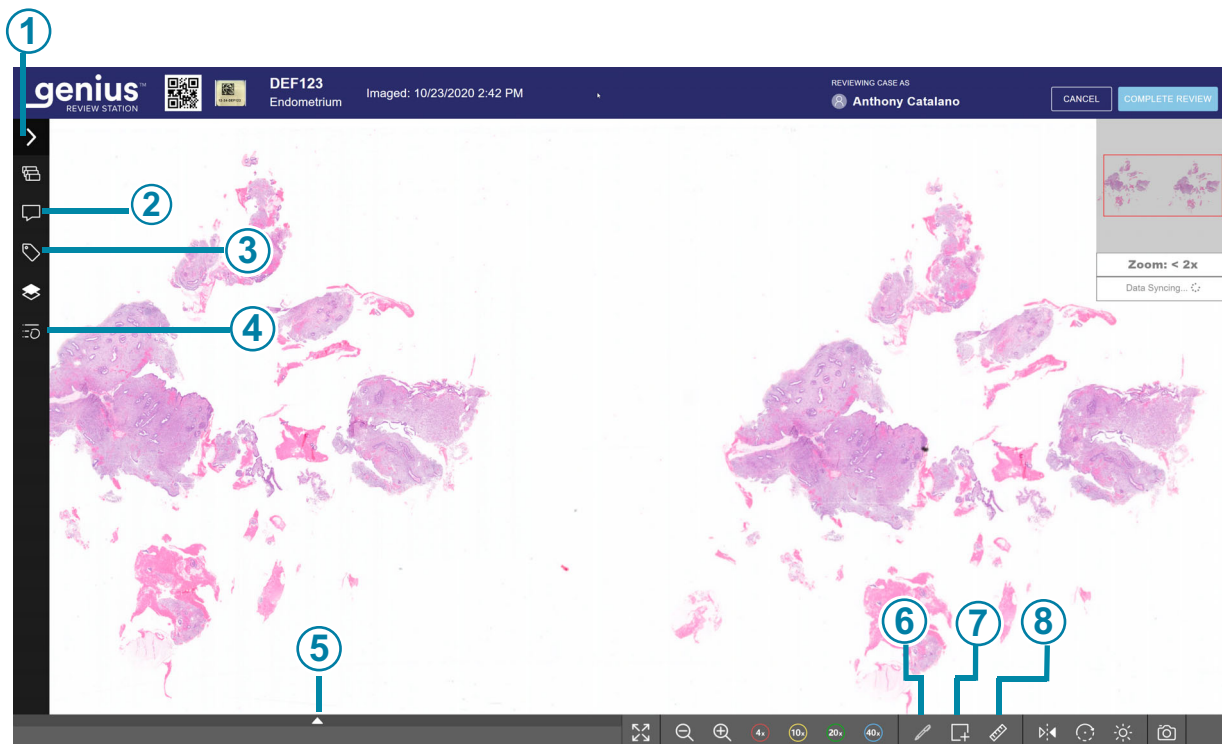 1
genius™
REVIEW STATION
DEF123
Endometrium
Imaged: 10/23/2020 2:42 PM
REVIEWING CASE AS
Anthony Catalano
CANCEL
COMPLETE REVIEW
2
3
4
Zoom: < 2x
Data Syncing...
5
6
7
8
4x
10x
20x
40x